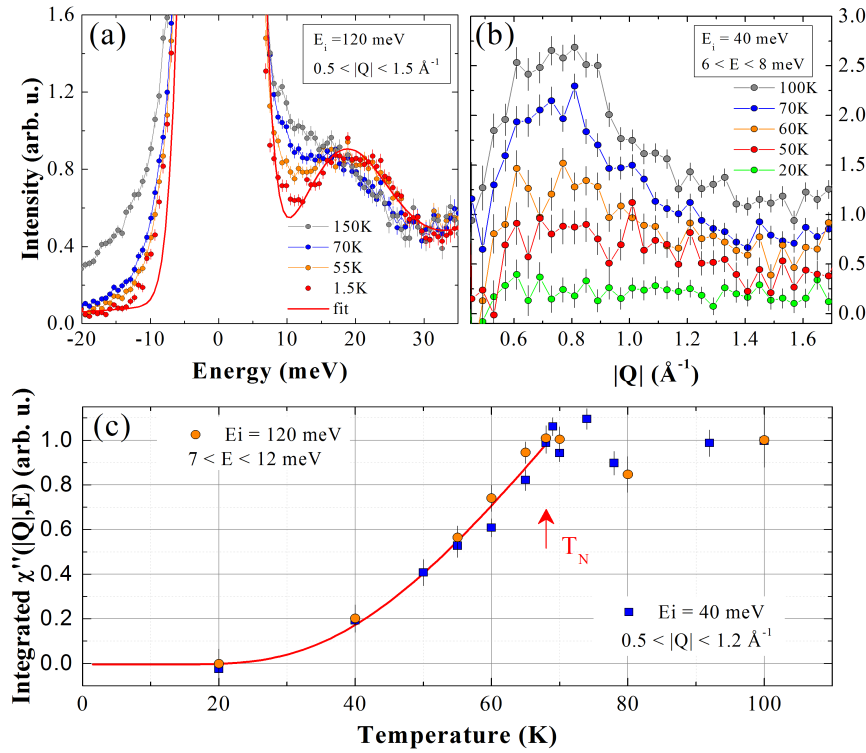 (a)
E_i =120 meV
0.5 < |Q| < 1.5 Å⁻¹
150K
70K
55K
1.5K
fit
Intensity (arb. u.)
1.6
1.2
0.8
0.4
0.0
-20 -10 0 10 20 30
Energy (meV)
(b)
E_i = 40 meV
6 < E < 8 meV
100K
70K
60K
50K
20K
3.0
2.5
2.0
1.5
1.0
0.5
0.0
0.6 0.8 1.0 1.2 1.4 1.6
|Q| (Å⁻¹)
(c)
Ei = 120 meV
7 < E < 12 meV
T_N
Ei = 40 meV
0.5 < |Q| < 1.2 Å⁻¹
Integrated χ''(|Q|,E) (arb. u.)
1.0
0.8
0.6
0.4
0.2
0.0
0 20 40 60 80 100
Temperature (K)